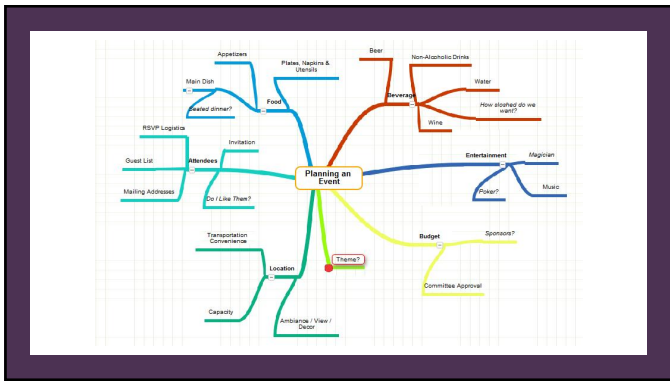 Appetizers
Plates, Napkins &
Utensils
Main Dish
Food
Seated dinner?
Beer
Non-Alcoholic Drinks
Water
Beverage
How sloshed do we
want?
Wine
RSVP Logistics
Invitation
Guest List
Attendees
Mailing Addresses
Do I Like Them?
Planning an
Event
Entertainment
Magician
Poker?
Music
Transportation
Convenience
Location
Capacity
Ambiance / View /
Decor
Theme?
Budget
Sponsors?
Committee Approval